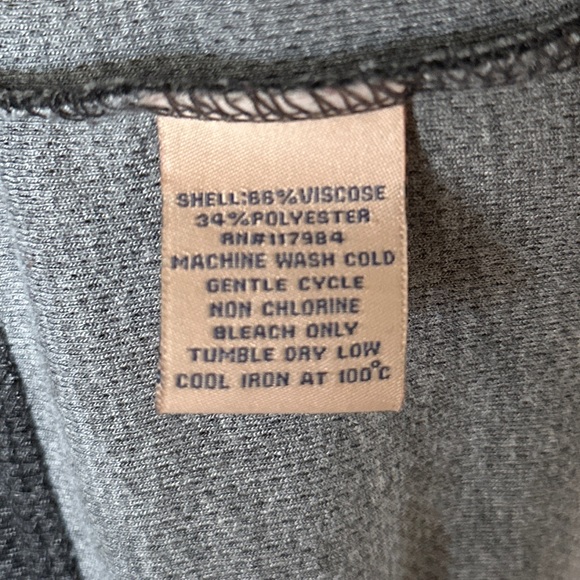 SHELL:66%VISCOSE
34%POLYESTER
RN#117984
MACHINE WASH COLD
GENTLE CYCLE
NON CHLORINE
BLEACH ONLY
TUMBLE DRY LOW
COOL IRON AT 100°C